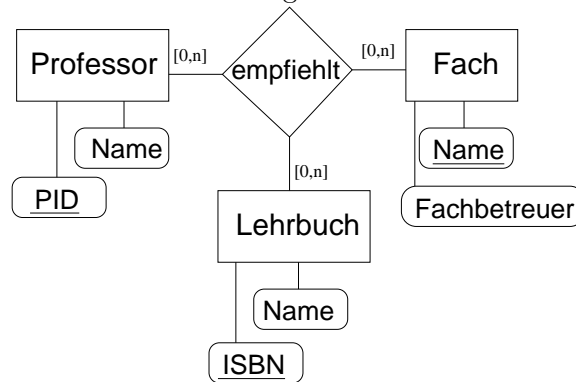 [0,n]
[0,n]
Professor
empfiehlt
Fach
Name
Name
PID
[0,n]
Fachbetreuer
Lehrbuch
Name
ISBN